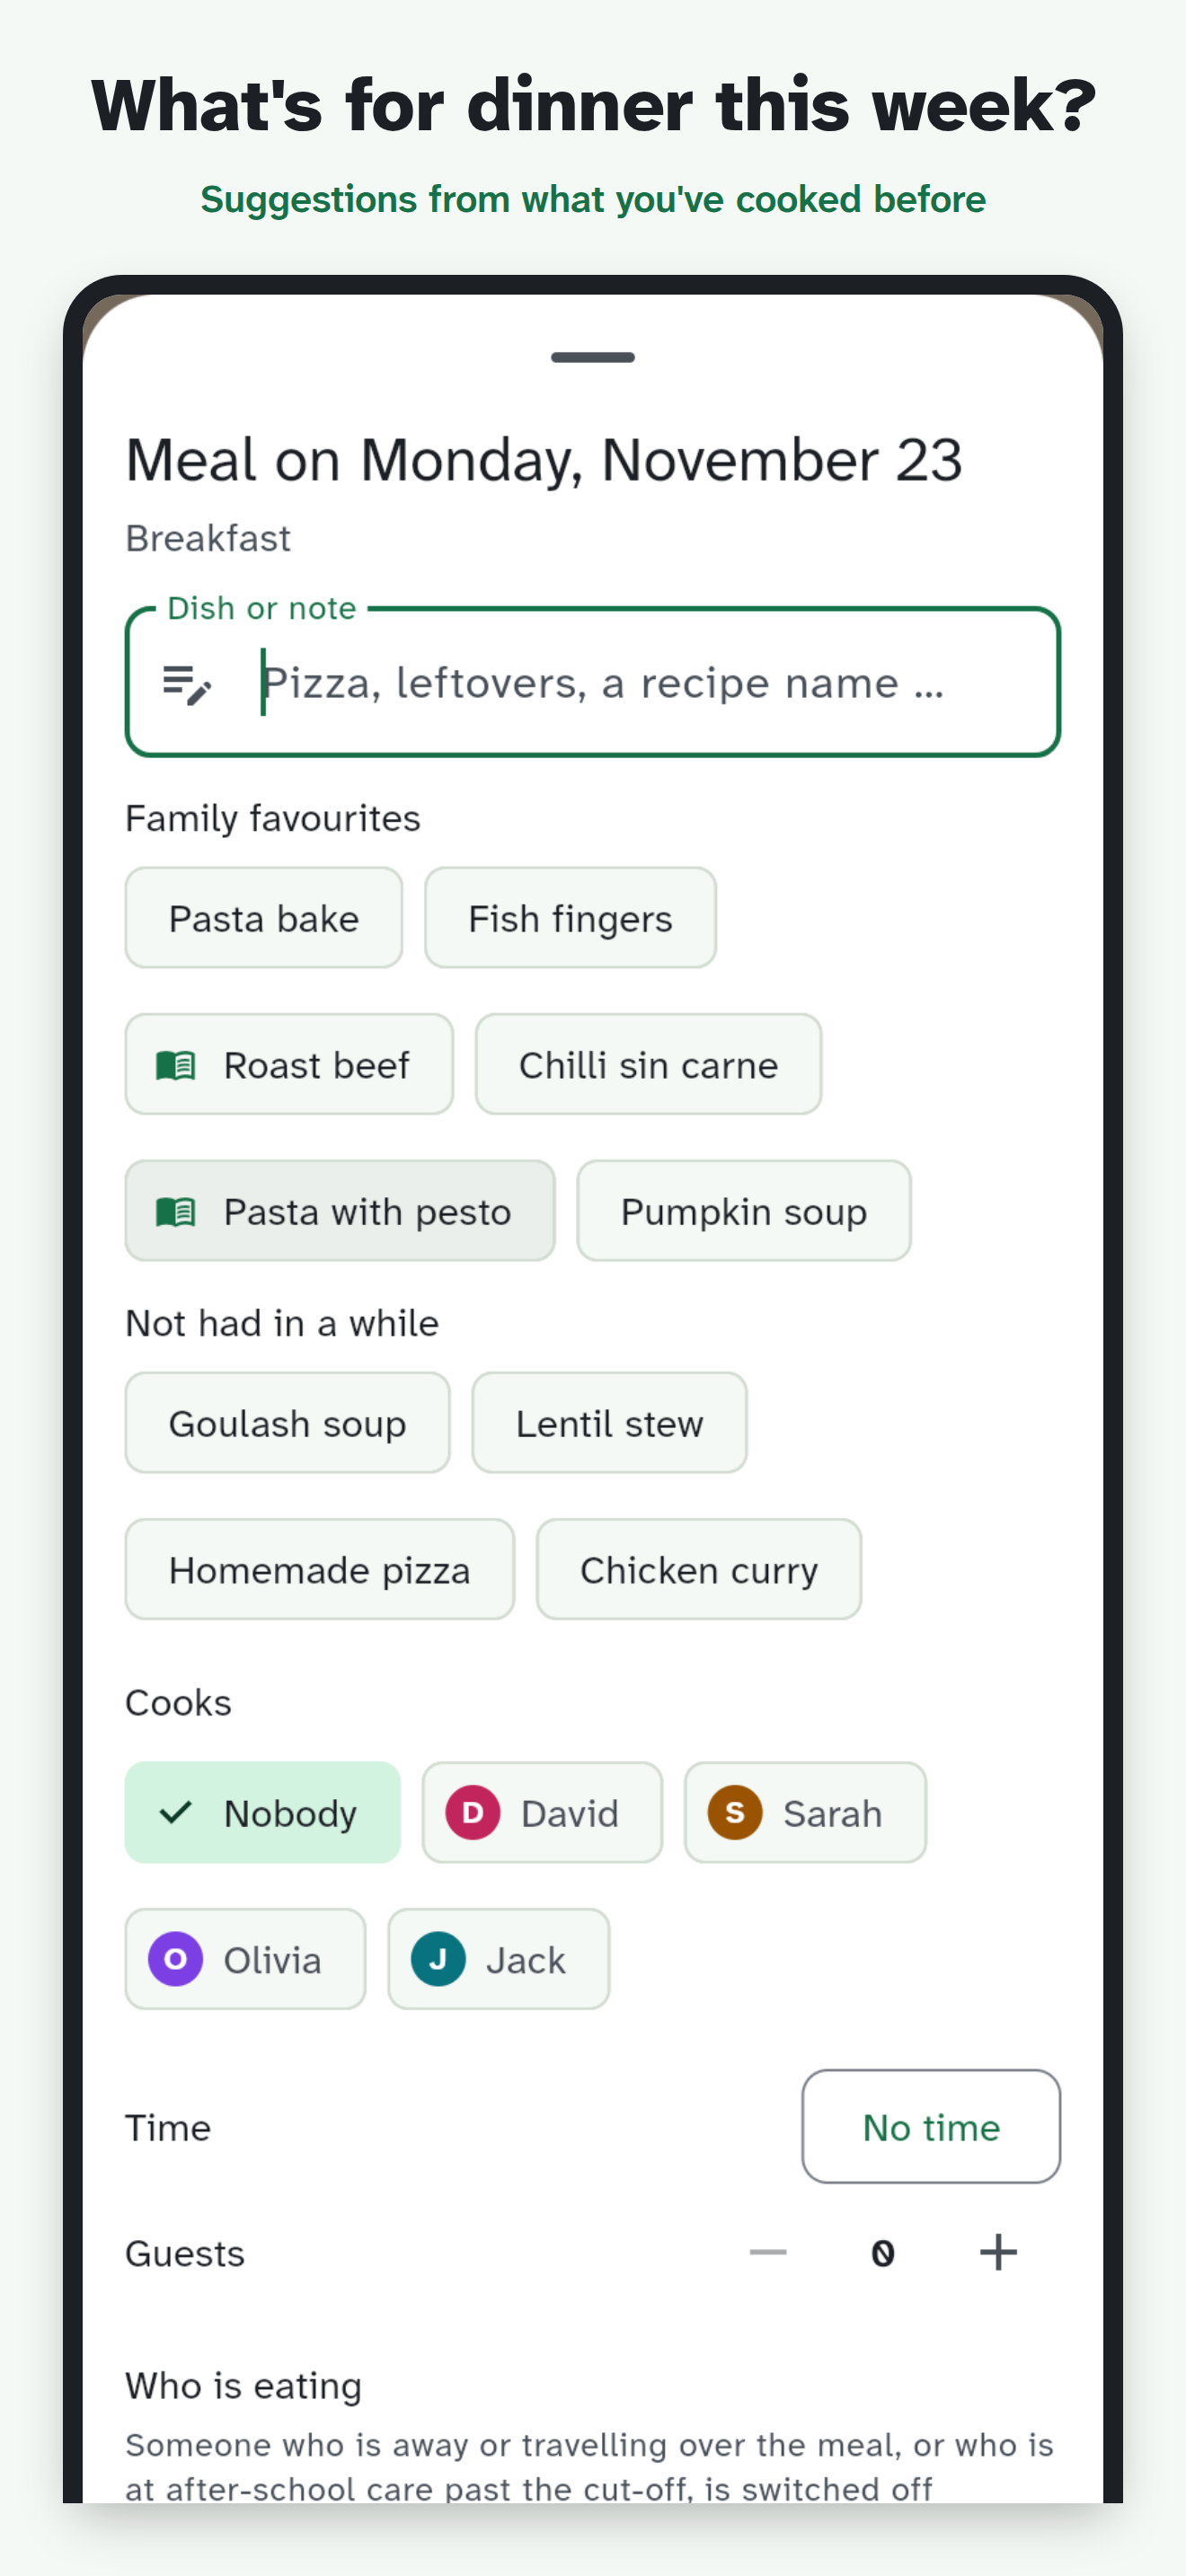 What's for dinner this week?
Suggestions from what you've cooked before
Meal on Monday, November 23
Breakfast
Dish or note
Pizza, leftovers, a recipe name ...
Family favourites
Pasta bake
Fish fingers
Roast beef
Chilli sin carne
Pasta with pesto
Pumpkin soup
Not had in a while
Goulash soup
Lentil stew
Homemade pizza
Chicken curry
Cooks
Nobody
D David
S Sarah
O Olivia
J Jack
Time
No time
Guests
0
Who is eating
Someone who is away or travelling over the meal, or who is
at after-school care past the cut-off, is switched off